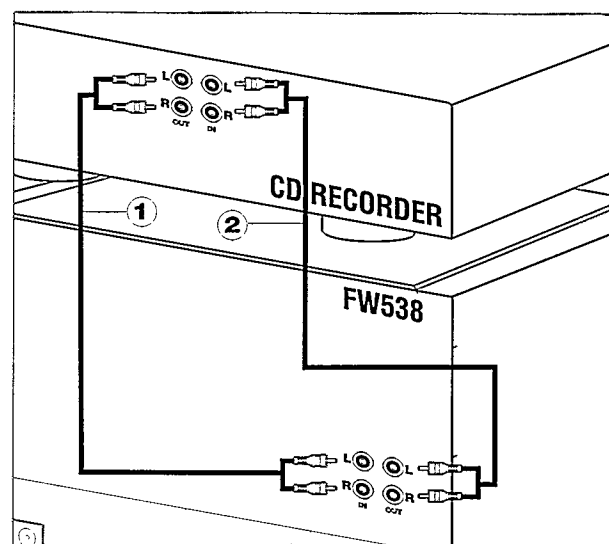 L L
R R
OUT IN
CD RECORDER
1 2
FW538
L L
R R
IN OUT